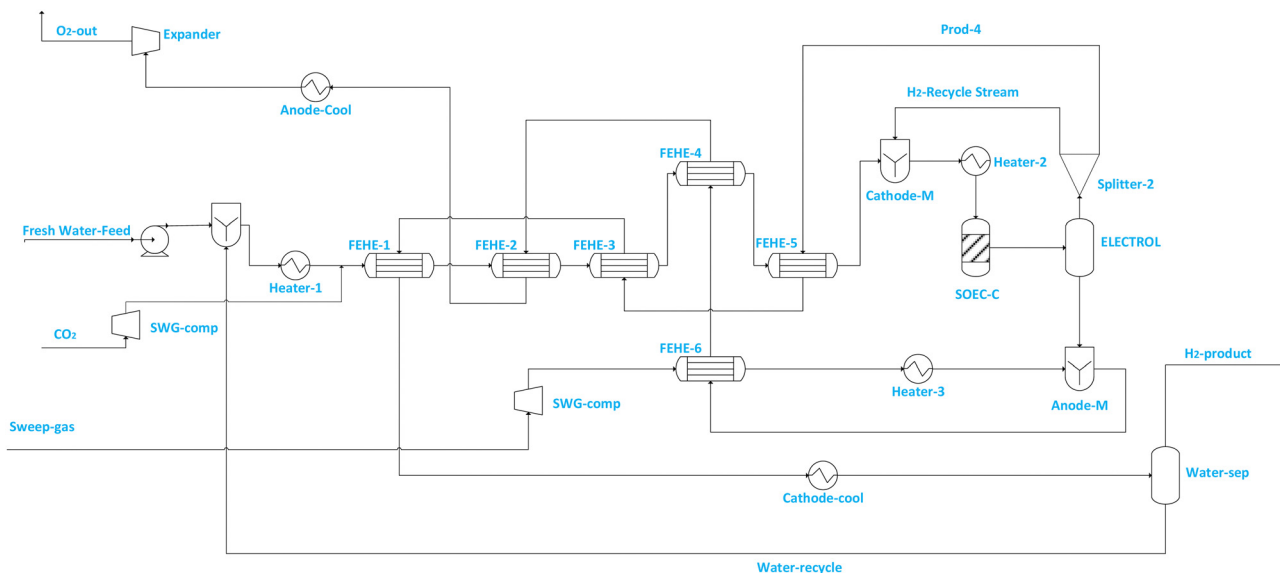 Prod-4
O₂-out
Expander
H₂-Recycle Stream
Anode-Cool
FEHE-4
Heater-2
Cathode-M
Splitter-2
Fresh Water-Feed
FEHE-1
FEHE-2
FEHE-3
FEHE-5
ELECTROL
Heater-1
SOEC-C
CO₂
SWG-comp
FEHE-6
H₂-product
Heater-3
SWG-comp
Anode-M
Sweep-gas
Water-sep
Cathode-cool
Water-recycle